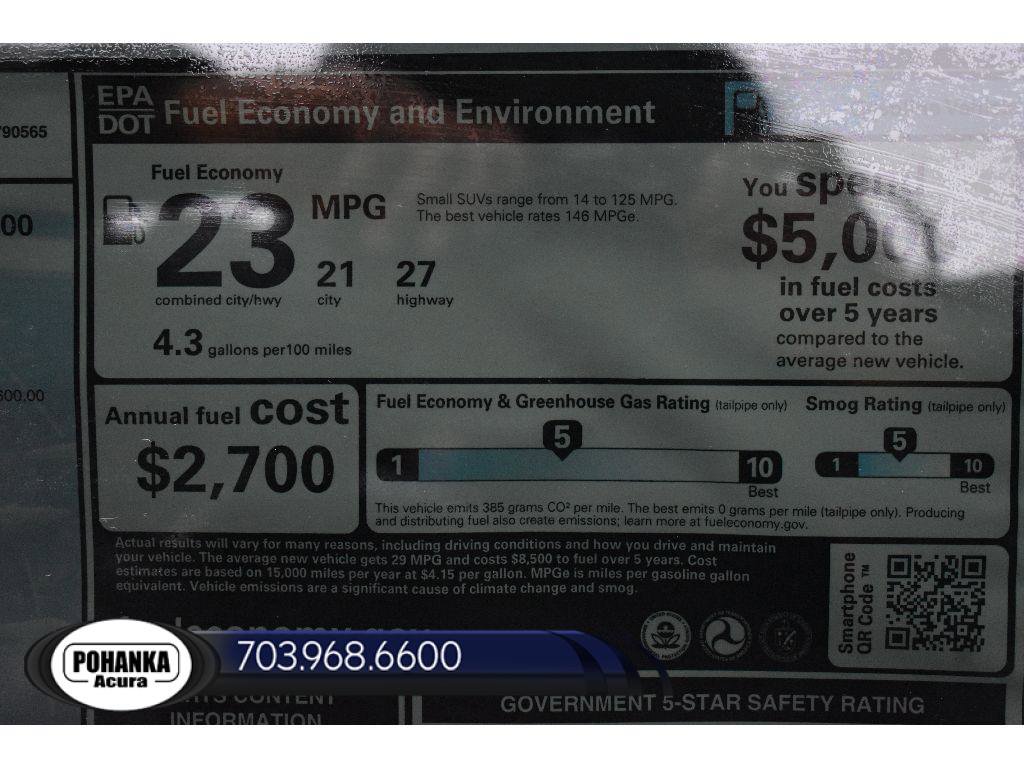 790565
EPA
DOT
Fuel Economy and Environment
Fuel Economy
23 MPG
Small SUVs range from 14 to 125 MPG.
The best vehicle rates 146 MPGe.
21 27
combined city/hwy city highway
4.3 gallons per100 miles
You
in fuel costs
over 5 years
compared to the
average new vehicle.
00
Annual fuel cost
$2,700
Fuel Economy & Greenhouse Gas Rating (tailpipe only)
5
1 10
Best
Smog Rating (tailpipe only)
5
1 10
Best
This vehicle emits 385 grams CO² per mile. The best emits 0 grams per mile (tailpipe only). Producing
and distributing fuel also create emissions; learn more at fueleconomy.gov.
Actual results will vary for many reasons, including driving conditions and how you drive and maintain
your vehicle. The average new vehicle gets 29 MPG and costs $8,500 to fuel over 5 years. Cost
estimates are based on 15,000 miles per year at $4.15 per gallon. MPGe is miles per gasoline gallon
equivalent. Vehicle emissions are a significant cause of climate change and smog.
Smartphone
QR Code™
POHANKA
Acura
703.968.6600
CONTENT
INFORMATION
GOVERNMENT 5-STAR SAFETY RATING